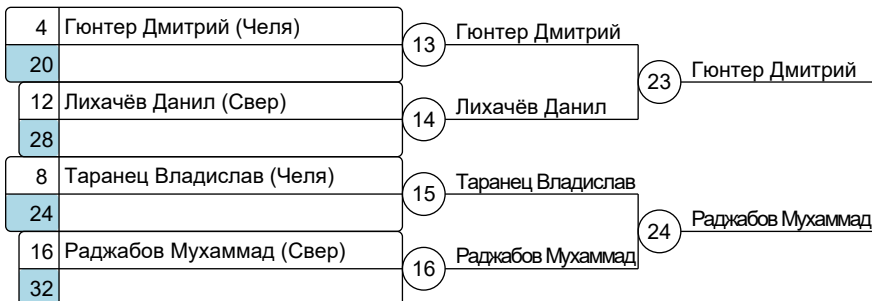 4 Гюнтер Дмитрий (Челя)
13 Гюнтер Дмитрий
20
23 Гюнтер Дмитрий
12 Лихачёв Данил (Свер)
14 Лихачёв Данил
28
8 Таранец Владислав (Челя)
15 Таранец Владислав
24
24 Раджабов Мухаммад
16 Раджабов Мухаммад (Свер)
16 Раджабов Мухаммад
32